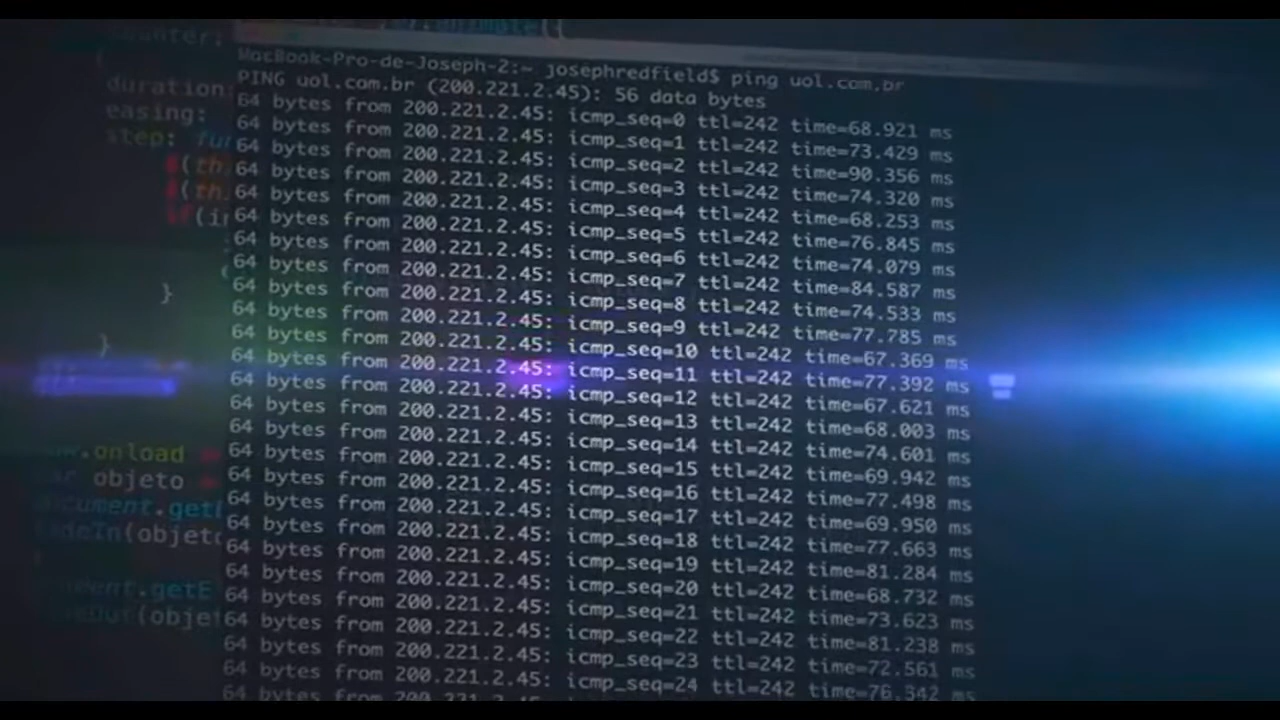 .animate({
MacBook-Pro-de-Joseph-2:~ josephredfield$ ping uol.com.br
PING uol.com.br (200.221.2.45): 56 data bytes
64 bytes from 200.221.2.45: icmp_seq=0 ttl=242 time=68.921 ms
64 bytes from 200.221.2.45: icmp_seq=1 ttl=242 time=73.429 ms
64 bytes from 200.221.2.45: icmp_seq=2 ttl=242 time=90.356 ms
64 bytes from 200.221.2.45: icmp_seq=3 ttl=242 time=74.320 ms
64 bytes from 200.221.2.45: icmp_seq=4 ttl=242 time=68.253 ms
64 bytes from 200.221.2.45: icmp_seq=5 ttl=242 time=76.845 ms
64 bytes from 200.221.2.45: icmp_seq=6 ttl=242 time=74.079 ms
64 bytes from 200.221.2.45: icmp_seq=7 ttl=242 time=84.587 ms
64 bytes from 200.221.2.45: icmp_seq=8 ttl=242 time=74.533 ms
64 bytes from 200.221.2.45: icmp_seq=9 ttl=242 time=77.785 ms
64 bytes from 200.221.2.45: icmp_seq=10 ttl=242 time=67.369 ms
64 bytes from 200.221.2.45: icmp_seq=11 ttl=242 time=77.392 ms
64 bytes from 200.221.2.45: icmp_seq=12 ttl=242 time=67.621 ms
64 bytes from 200.221.2.45: icmp_seq=13 ttl=242 time=68.003 ms
64 bytes from 200.221.2.45: icmp_seq=14 ttl=242 time=74.601 ms
64 bytes from 200.221.2.45: icmp_seq=15 ttl=242 time=69.942 ms
64 bytes from 200.221.2.45: icmp_seq=16 ttl=242 time=77.498 ms
64 bytes from 200.221.2.45: icmp_seq=17 ttl=242 time=69.950 ms
64 bytes from 200.221.2.45: icmp_seq=18 ttl=242 time=77.663 ms
64 bytes from 200.221.2.45: icmp_seq=19 ttl=242 time=81.284 ms
64 bytes from 200.221.2.45: icmp_seq=20 ttl=242 time=68.732 ms
64 bytes from 200.221.2.45: icmp_seq=21 ttl=242 time=73.623 ms
64 bytes from 200.221.2.45: icmp_seq=22 ttl=242 time=81.238 ms
64 bytes from 200.221.2.45: icmp_seq=23 ttl=242 time=72.561 ms
64 bytes from 200.221.2.45: icmp_seq=24 ttl=242 time=76.342 ms
duration:
easing:
step: fun
$(thi
$(thi
if(in
}
}
.onload =
objeto =
document.getE
fadeIn(objeto
.getE
Out(obje